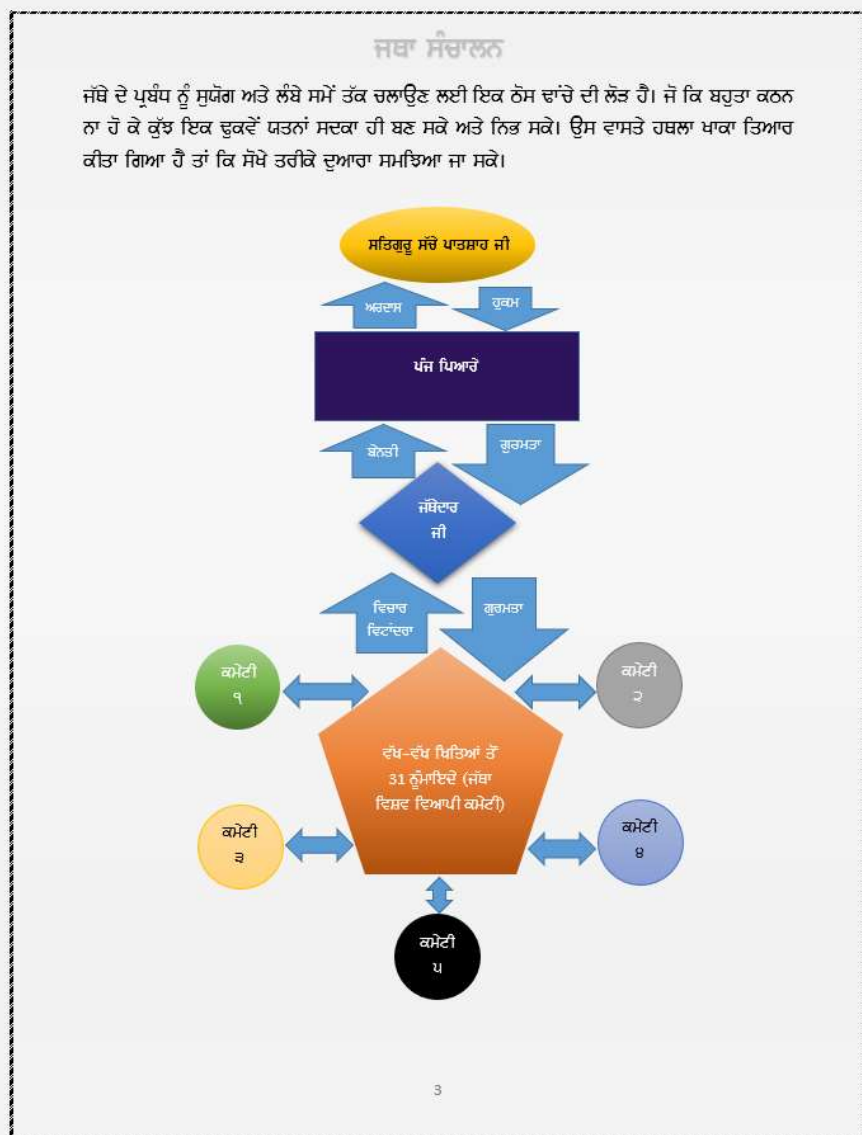 ਜਥਾ ਸੰਚਾਲਨ
ਜੱਥੇ ਦੇ ਪ੍ਰਬੰਧ ਨੂੰ ਸੁਯੋਗ ਅਤੇ ਲੰਬੇ ਸਮੇਂ ਤੱਕ ਚਲਾਉਣ ਲਈ ਇਕ ਠੋਸ ਢਾਂਚੇ ਦੀ ਲੋੜ ਹੈ। ਜੋ ਕਿ ਬਹੁਤਾ ਕਠਨ
ਨਾ ਹੋ ਕੇ ਕੁੱਝ ਇਕ ਢੁਕਵੇਂ ਯਤਨਾਂ ਸਦਕਾ ਹੀ ਬਣ ਸਕੇ ਅਤੇ ਨਿਭ ਸਕੇ। ਉਸ ਵਾਸਤੇ ਹਥਲਾ ਖਾਕਾ ਤਿਆਰ
ਕੀਤਾ ਗਿਆ ਹੈ ਤਾਂ ਕਿ ਸੋਖੇ ਤਰੀਕੇ ਦੁਆਰਾ ਸਮਝਿਆ ਜਾ ਸਕੇ।
ਸਤਿਗੁਰੂ ਸੱਚੇ ਪਾਤਸ਼ਾਹ ਜੀ
ਅਰਦਾਸ
ਹੁਕਮ
ਪੰਜ ਪਿਆਰੇ
ਬੇਨਤੀ
ਗੁਰਮਤਾ
ਜੱਥੇਦਾਰ
ਜੀ
ਵਿਚਾਰ
ਵਿਟਾਂਦਰਾ
ਗੁਰਮਤਾ
ਕਮੇਟੀ
੧
ਕਮੇਟੀ
੨
ਵੱਖ-ਵੱਖ ਖਿਤਿਆਂ ਤੋਂ
31 ਨੂੰਮਾਇਦੇ (ਜੱਥਾ
ਵਿਸ਼ਵ ਵਿਆਪੀ ਕਮੇਟੀ)
ਕਮੇਟੀ
੩
ਕਮੇਟੀ
੪
ਕਮੇਟੀ
੫
3